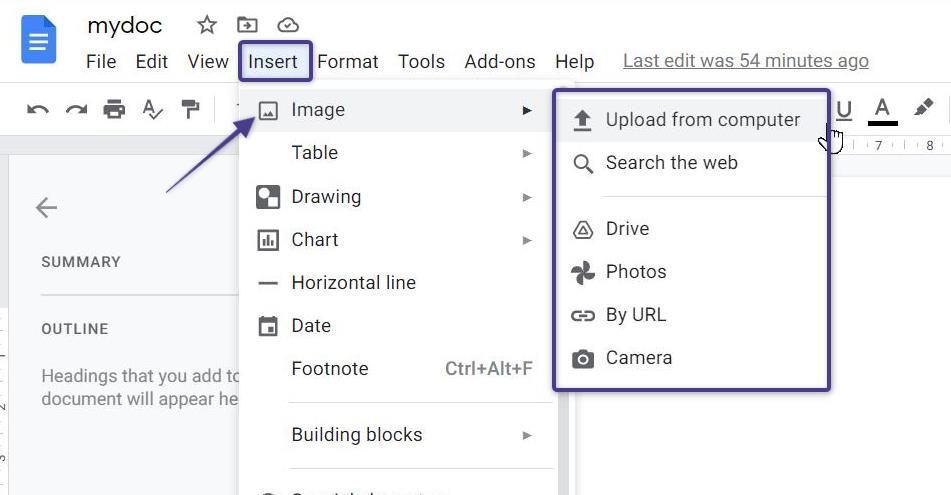 mydoc
File Edit View Insert Format Tools Add-ons Help Last edit was 54 minutes ago
U A
7 8
Image
Table
Drawing
Chart
Horizontal line
Date
Footnote Ctrl+Alt+F
Building blocks
Upload from computer
Search the web
Drive
Photos
By URL
Camera
SUMMARY
OUTLINE
Headings that you add to
document will appear he
2
3